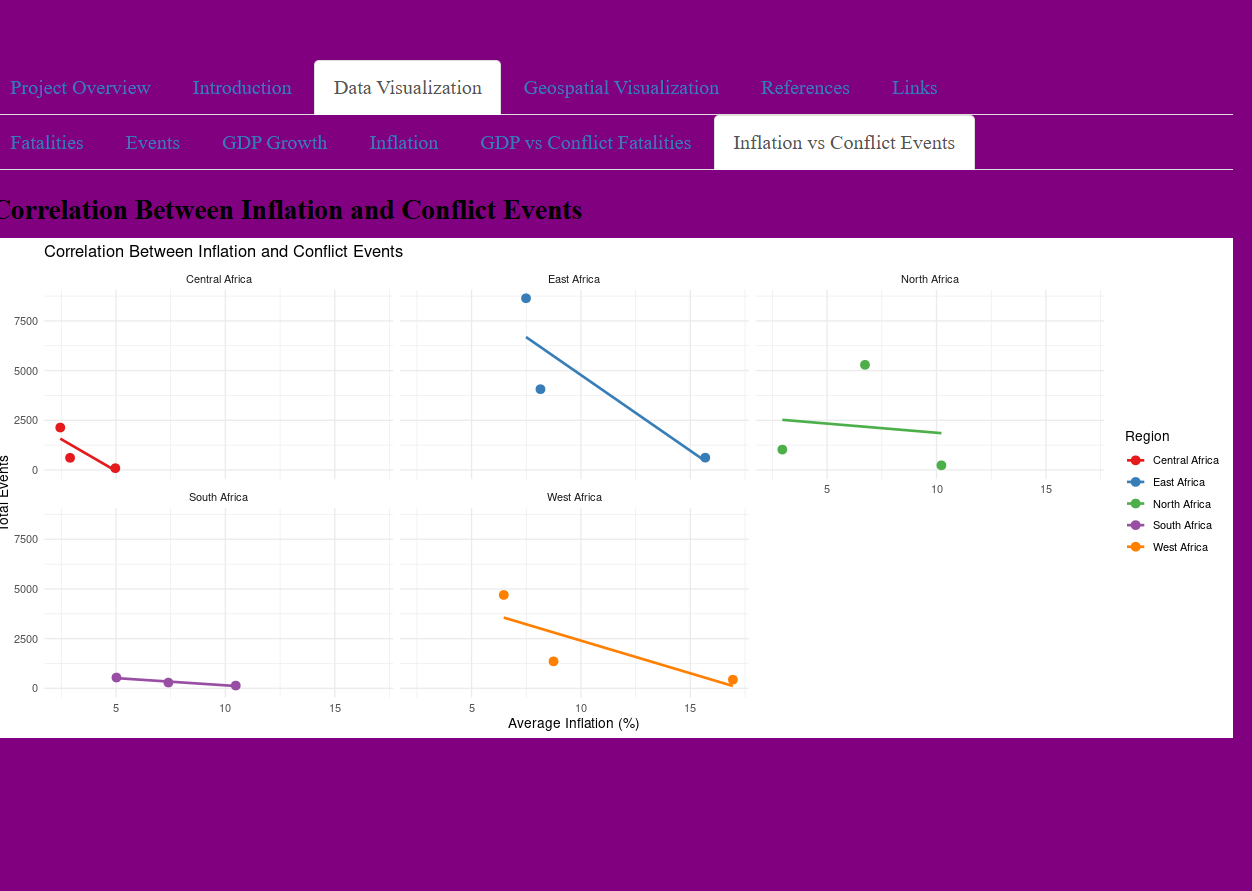 Project Overview Introduction Data Visualization Geospatial Visualization References Links
Fatalities Events GDP Growth Inflation GDP vs Conflict Fatalities Inflation vs Conflict Events
Correlation Between Inflation and Conflict Events
Correlation Between Inflation and Conflict Events
Central Africa East Africa North Africa
7500
5000
2500
0
5 10 15
South Africa West Africa
7500
5000
2500
0
5 10 15 5 10 15
Average Inflation (%)
Total Events
Region
Central Africa
East Africa
North Africa
South Africa
West Africa